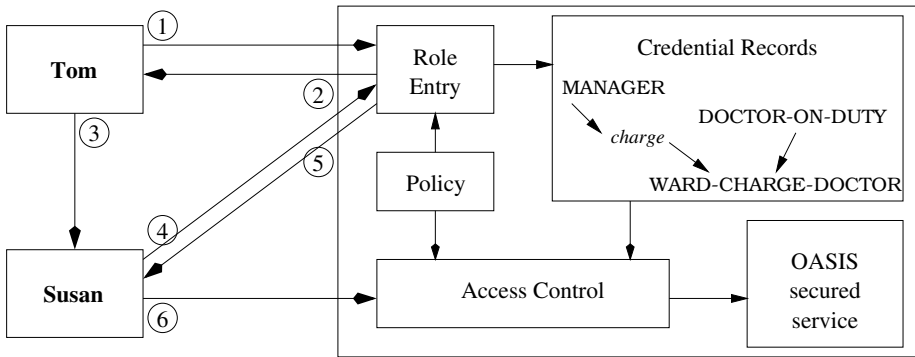 1
Tom
Role
Entry
Credential Records
MANAGER
DOCTOR-ON-DUTY
charge
WARD-CHARGE-DOCTOR
2
3
5
Policy
4
Susan
6
Access Control
OASIS
secured
service